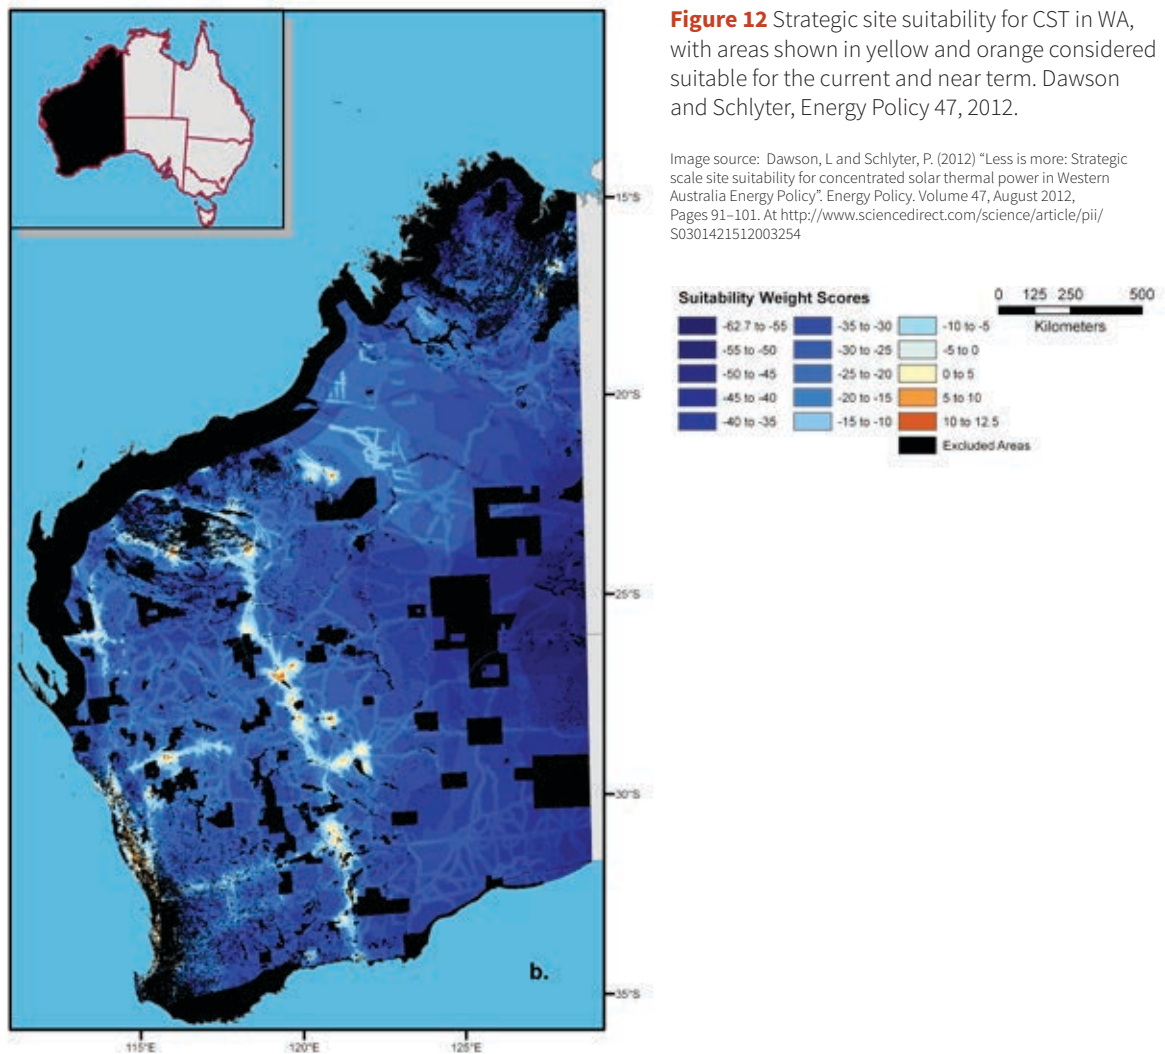 Figure 12 Strategic site suitability for CST in WA,
with areas shown in yellow and orange considered
suitable for the current and near term. Dawson
and Schlyter, Energy Policy 47, 2012.
Image source: Dawson, L and Schlyter, P. (2012) “Less is more: Strategic
scale site suitability for concentrated solar thermal power in Western
Australia Energy Policy”. Energy Policy. Volume 47, August 2012,
Pages 91–101. At http://www.sciencedirect.com/science/article/pii/
S0301421512003254
Suitability Weight Scores
-62.7 to -55
-55 to -50
-50 to -45
-45 to -40
-40 to -35
-35 to -30
-30 to -25
-25 to -20
-20 to -15
-15 to -10
-10 to -5
-5 to 0
0 to 5
5 to 10
10 to 12.5
Excluded Areas
0 125 250 500
Kilometers
15°S
20°S
25°S
30°S
35°S
b.
115°E 120°E 125°E